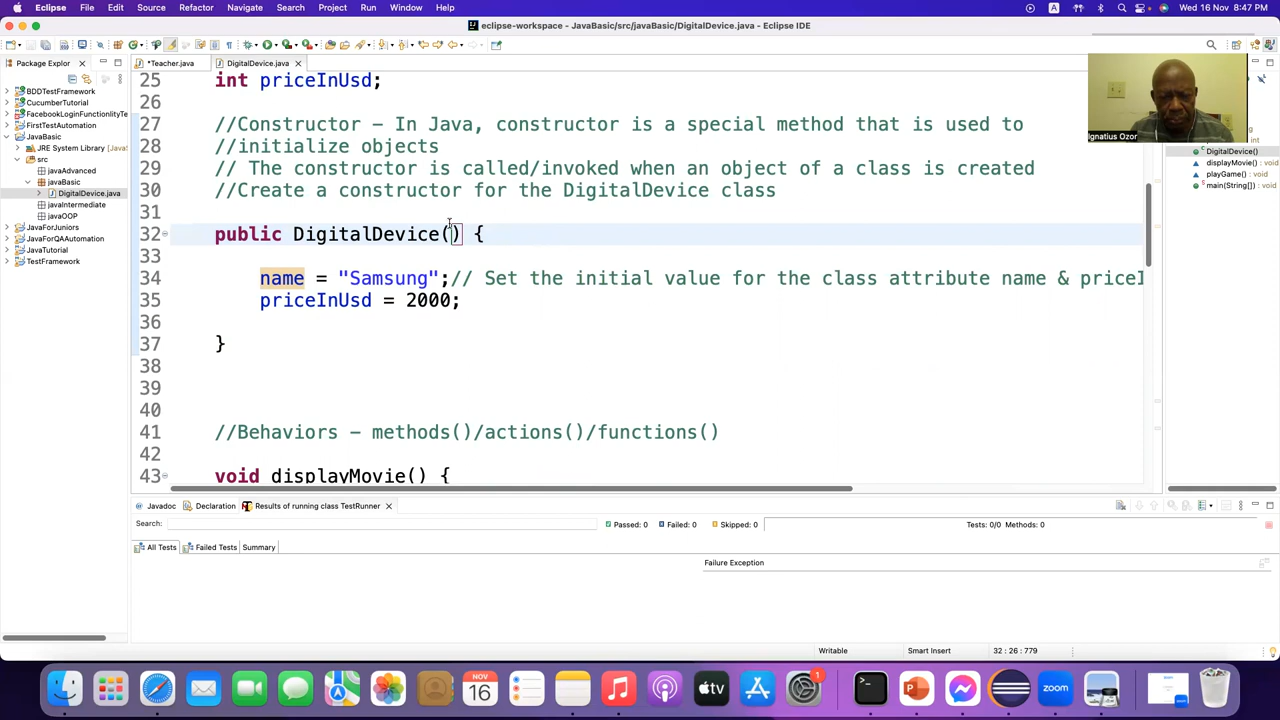 Eclipse File Edit Source Refactor Navigate Search Project Run Window Help
Wed 16 Nov 8:47 PM
eclipse-workspace - JavaBasic/src/javaBasic/DigitalDevice.java - Eclipse IDE
Package Explor
*Teacher.java
DigitalDevice.java
BDDTestFramework
CucumberTutorial
FacebookLoginFunctionlityTe
FirstTestAutomation
JavaBasic
JRE System Library [Java
src
javaAdvanced
javaBasic
DigitalDevice.java
javaIntermediate
javaOOP
JavaForJuniors
JavaForQAAutomation
JavaTutorial
TestFramework
25 int priceInUsd;
26
27 //Constructor – In Java, constructor is a special method that is used to
28 //initialize objects
29 // The constructor is called/invoked when an object of a class is created
30 //Create a constructor for the DigitalDevice class
31
32 public DigitalDevice() {
33
34 name = "Samsung";// Set the initial value for the class attribute name & priceI
35 priceInUsd = 2000;
36
37 }
38
39
40
41 //Behaviors – methods()/actions()/functions()
42
43 void displayMovie() {
Ignatius Ozor
int
DigitalDevice()
displayMovie() : void
playGame() : void
main(String[]) : void
Javadoc
Declaration
Results of running class TestRunner
Search:
Passed: 0
Failed: 0
Skipped: 0
Tests: 0/0 Methods: 0
All Tests
Failed Tests
Summary
Failure Exception
Writable
Smart Insert
32 : 26 : 779
NOV
16
tv
1
zoom